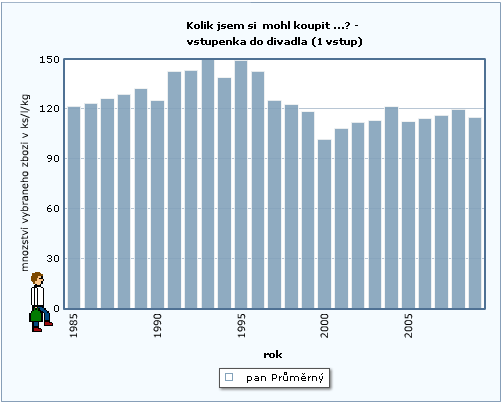 Kolik jsem si mohl koupit ...? -
vstupenka do divadla (1 vstup)
množství vybraneho zbozi v ks/l/kg
150
120
90
60
30
0
1985
1990
1995
2000
2005
rok
pan Průměrný